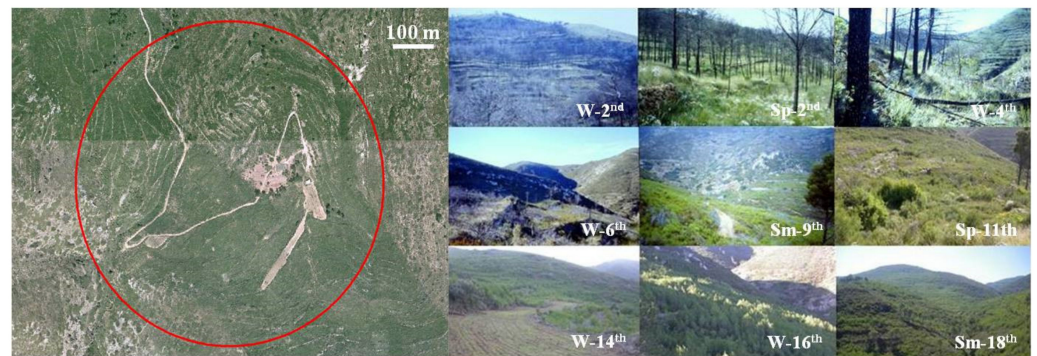 100 m
W-2nd
Sp-2nd
W-4th
W-6th
Sm-9th
Sp-11th
W-14th
W-16th
Sm-18th